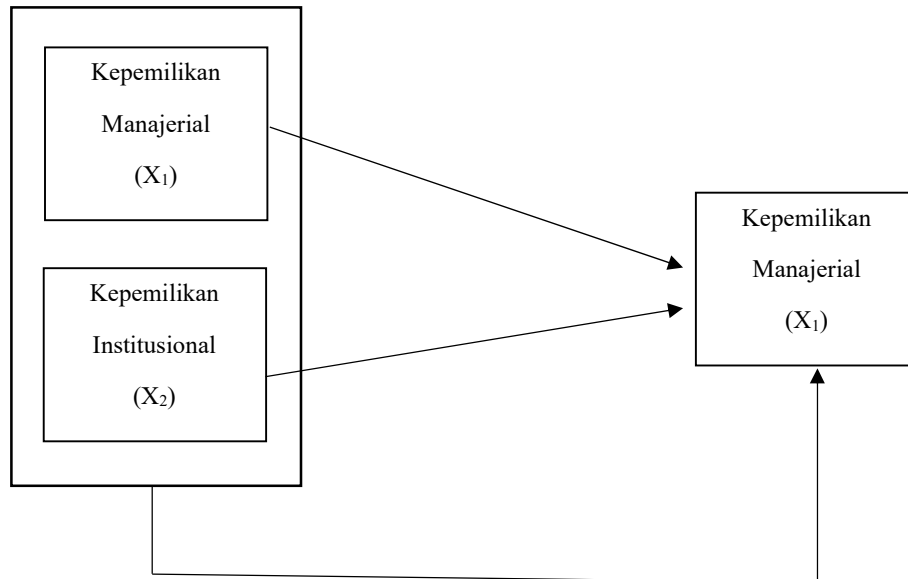 Kepemilikan
Manajerial
(X₁)
Kepemilikan
Institusional
(X₂)
Kepemilikan
Manajerial
(X₁)